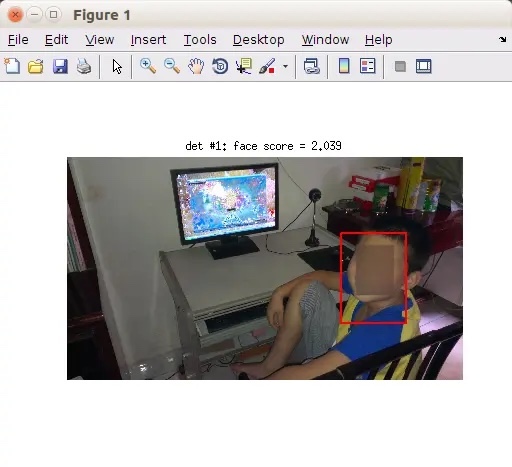 Figure 1
File Edit View Insert Tools Desktop Window Help
det #1: face score = 2.039